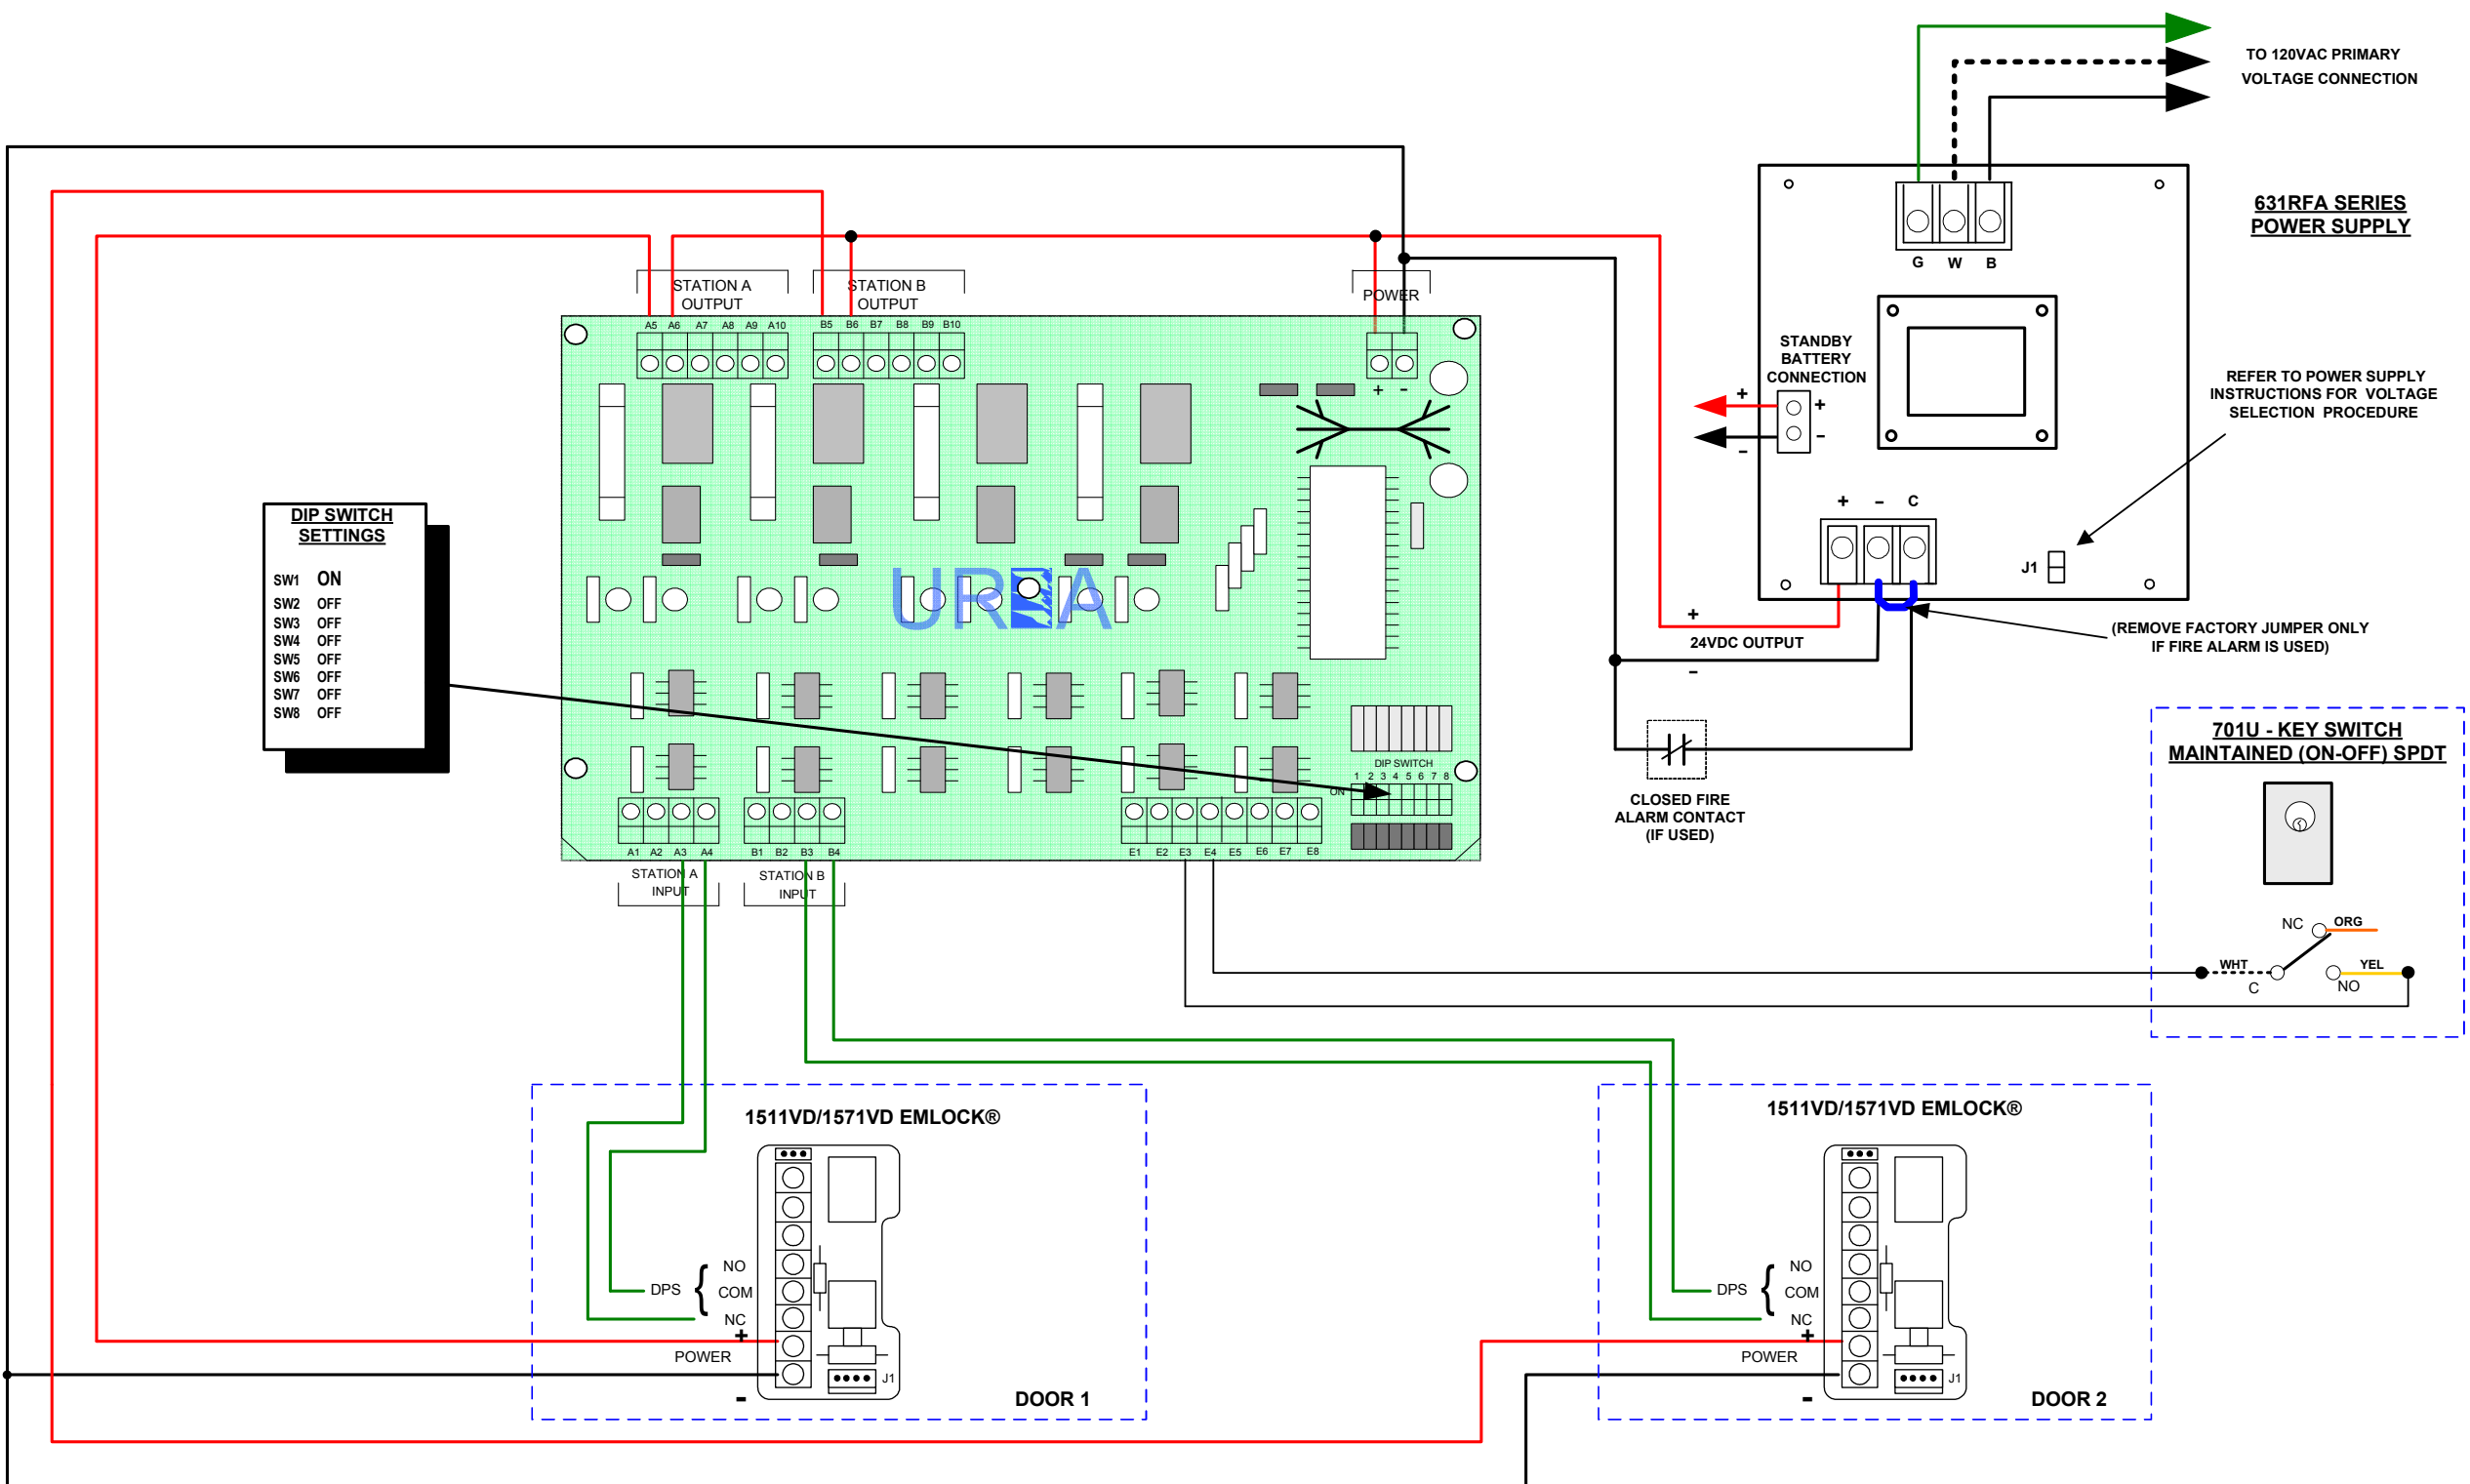 TO 120VAC PRIMARY
VOLTAGE CONNECTION
631RFA SERIES
POWER SUPPLY
G W B
STANDBY
BATTERY
CONNECTION
+ +
- -
REFER TO POWER SUPPLY
INSTRUCTIONS FOR VOLTAGE
SELECTION PROCEDURE
+ - C
J1
(REMOVE FACTORY JUMPER ONLY
IF FIRE ALARM IS USED)
+
24VDC OUTPUT
-
CLOSED FIRE
ALARM CONTACT
(IF USED)
STATION A
OUTPUT
STATION B
OUTPUT
POWER
A5 A6 A7 A8 A9 A10
B5 B6 B7 B8 B9 B10
+ -
DIP SWITCH
SETTINGS
SW1 ON
SW2 OFF
SW3 OFF
SW4 OFF
SW5 OFF
SW6 OFF
SW7 OFF
SW8 OFF
UR A
DIP SWITCH
1 2 3 4 5 6 7 8
ON
A1 A2 A3 A4
B1 B2 B3 B4
E1 E2 E3 E4 E5 E6 E7 E8
STATION A
INPUT
STATION B
INPUT
701U - KEY SWITCH
MAINTAINED (ON-OFF) SPDT
NC ORG
WHT YEL
C NO
1511VD/1571VD EMLOCK®
NO
DPS { COM
NC
+
POWER
-
J1
DOOR 1
1511VD/1571VD EMLOCK®
NO
DPS { COM
NC
+
POWER
-
J1
DOOR 2